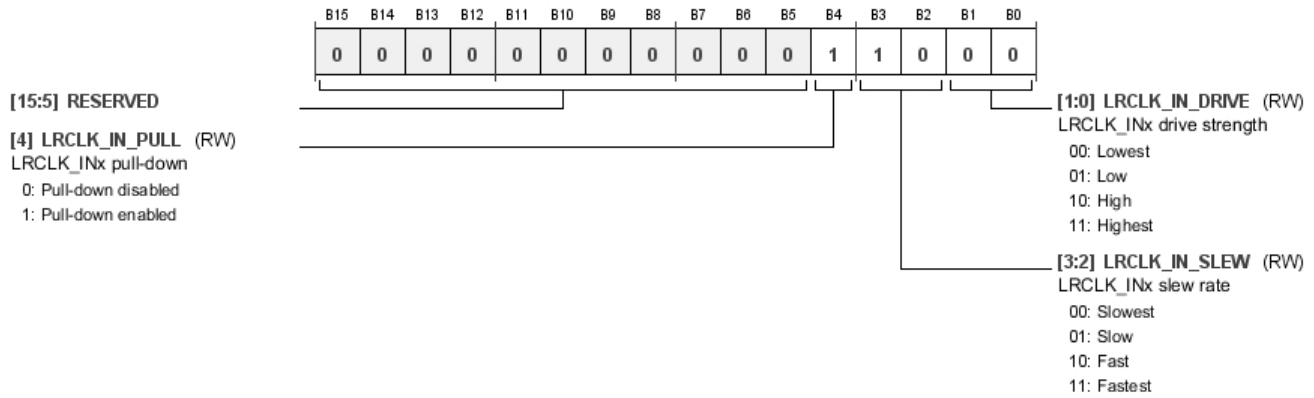 B15 B14 B13 B12 B11 B10 B9 B8 B7 B6 B5 B4 B3 B2 B1 B0
0 0 0 0 0 0 0 0 0 0 0 1 1 0 0 0
[15:5] RESERVED
[4] LRCLK_IN_PULL (RW)
LRCLK_INx pull-down
0: Pull-down disabled
1: Pull-down enabled
[1:0] LRCLK_IN_DRIVE (RW)
LRCLK_INx drive strength
00: Lowest
01: Low
10: High
11: Highest
[3:2] LRCLK_IN_SLEW (RW)
LRCLK_INx slew rate
00: Slowest
01: Slow
10: Fast
11: Fastest